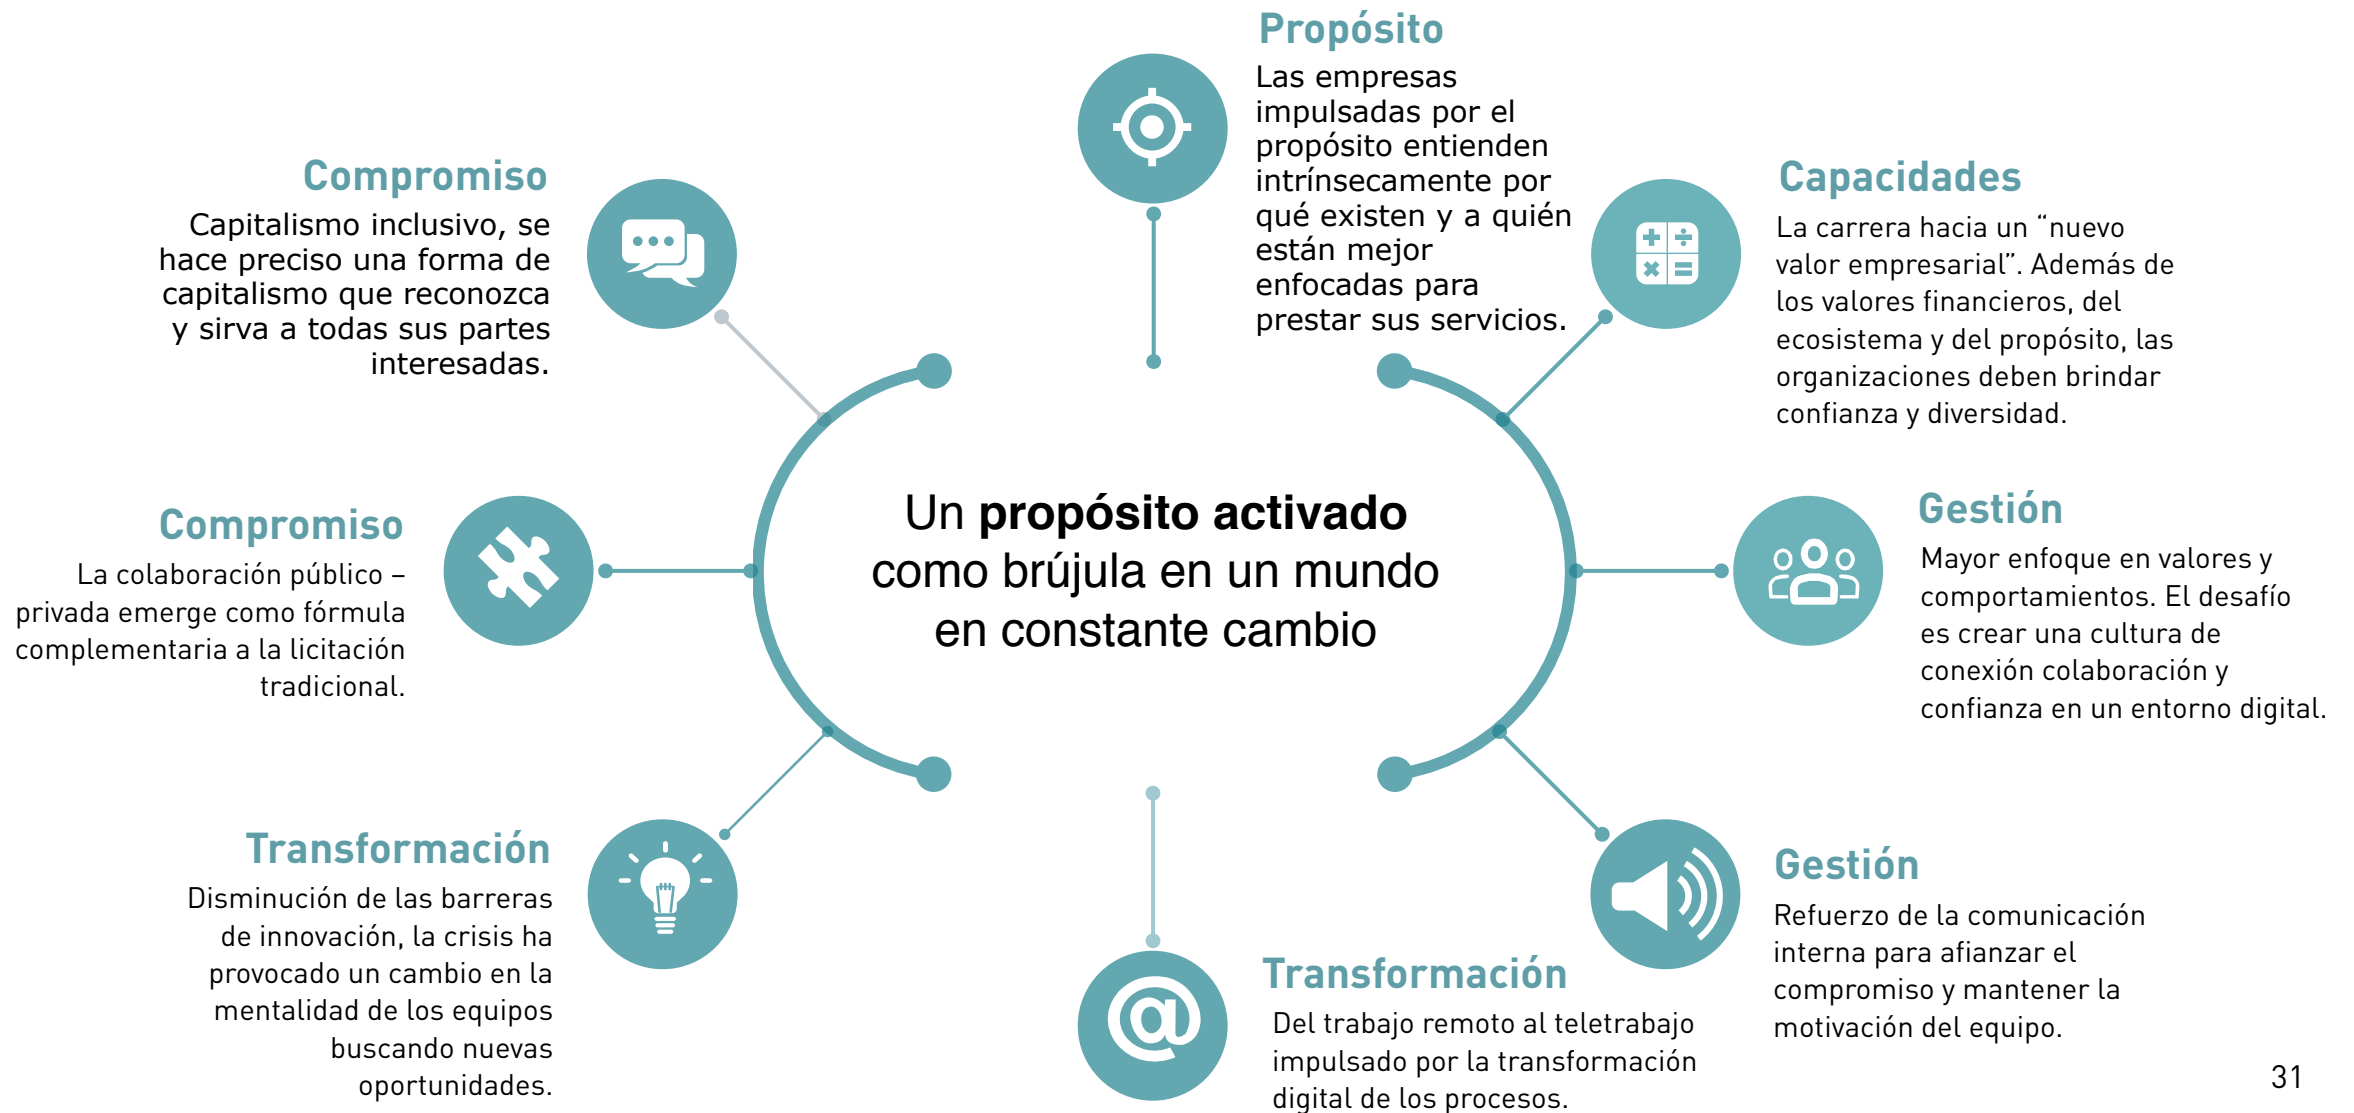 Propósito
Las empresas
impulsadas por el
propósito entienden
intrínsecamente por
qué existen y a quién
están mejor
enfocadas para
prestar sus servicios.
Capacidades
La carrera hacia un “nuevo
valor empresarial”. Además de
los valores financieros, del
ecosistema y del propósito, las
organizaciones deben brindar
confianza y diversidad.
Gestión
Mayor enfoque en valores y
comportamientos. El desafío
es crear una cultura de
conexión colaboración y
confianza en un entorno digital.
Gestión
Refuerzo de la comunicación
interna para afianzar el
compromiso y mantener la
motivación del equipo.
Transformación
Del trabajo remoto al teletrabajo
impulsado por la transformación
digital de los procesos.
Transformación
Disminución de las barreras
de innovación, la crisis ha
provocado un cambio en la
mentalidad de los equipos
buscando nuevas
oportunidades.
Compromiso
La colaboración público –
privada emerge como fórmula
complementaria a la licitación
tradicional.
Compromiso
Capitalismo inclusivo, se
hace preciso una forma de
capitalismo que reconozca
y sirva a todas sus partes
interesadas.
Un propósito activado
como brújula en un mundo
en constante cambio
@
31